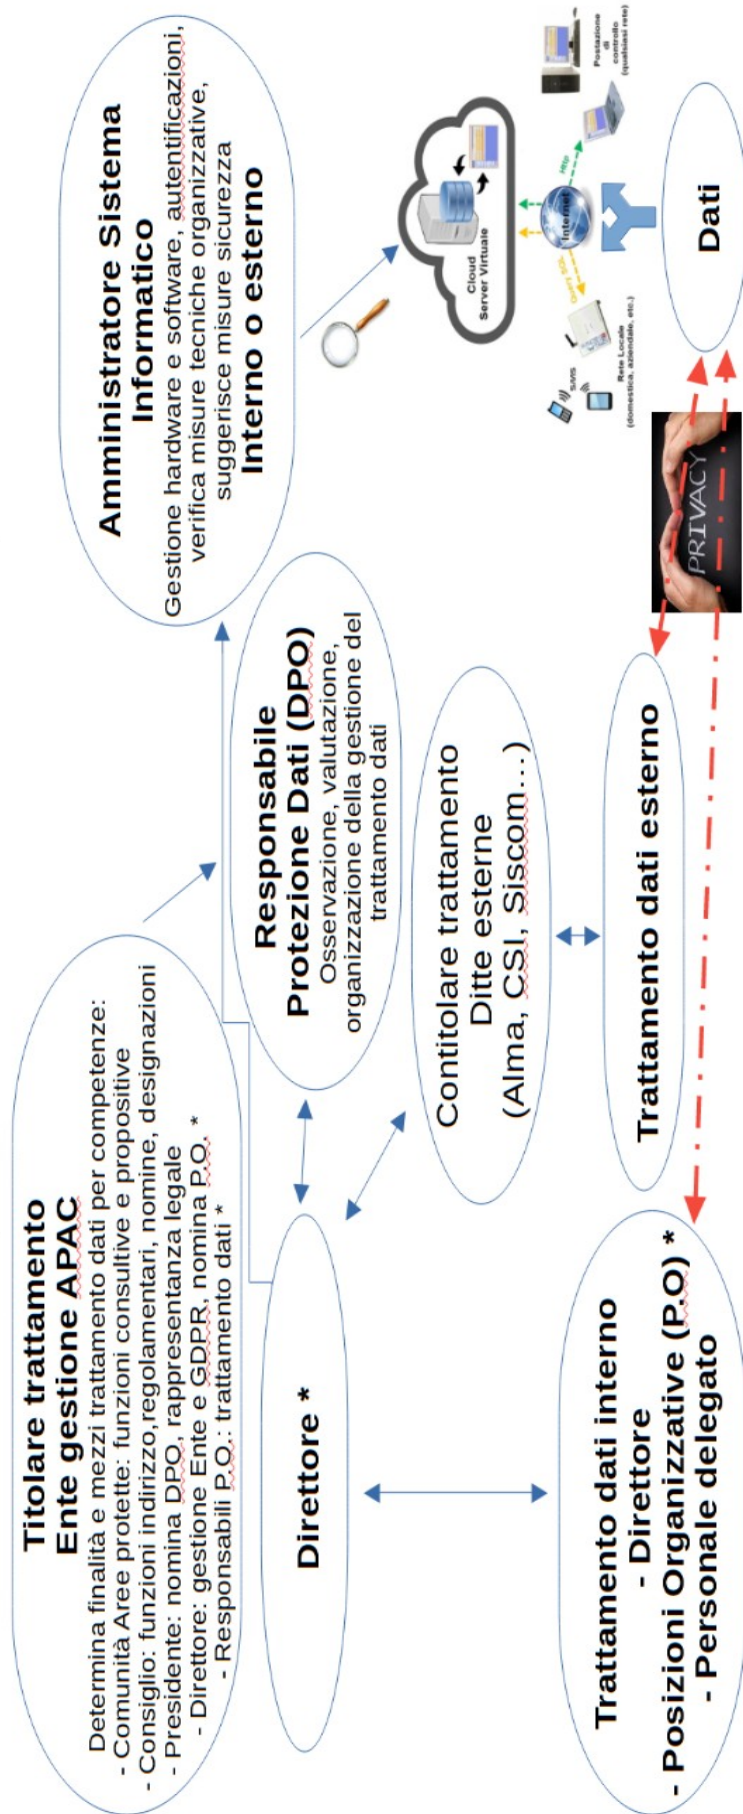 Titolare trattamento
Ente gestione APAC
Determina finalità e mezzi trattamento dati per competenze:
- Comunità Aree protette: funzioni consultive e propositive
- Consiglio: funzioni indirizzo,regolamentari, nomine, designazioni
- Presidente: nomina DPO, rappresentanza legale
- Direttore: gestione Ente e GDPR, nomina P.O. *
- Responsabili P.O.: trattamento dati *
Amministratore Sistema
Informatico
Gestione hardware e software, autentificazioni,
verifica misure tecniche organizzative,
suggerisce misure sicurezza
Interno o esterno
Responsabile
Protezione Dati (DPO)
Osservazione, valutazione,
organizzazione della gestione del
trattamento dati
Direttore *
Contitolare trattamento
Ditte esterne
(Alma, CSI, Siscom...)
Cloud
Server Virtuale
Query SQL
Internet
Http
SAMS
Rete Locale
(domestica, aziendale, etc.)
Postazione
di
controllo
(qualsiasi rete)
Trattamento dati interno
- Direttore
- Posizioni Organizzative (P.O) *
- Personale delegato
Trattamento dati esterno
PRIVACY
Dati